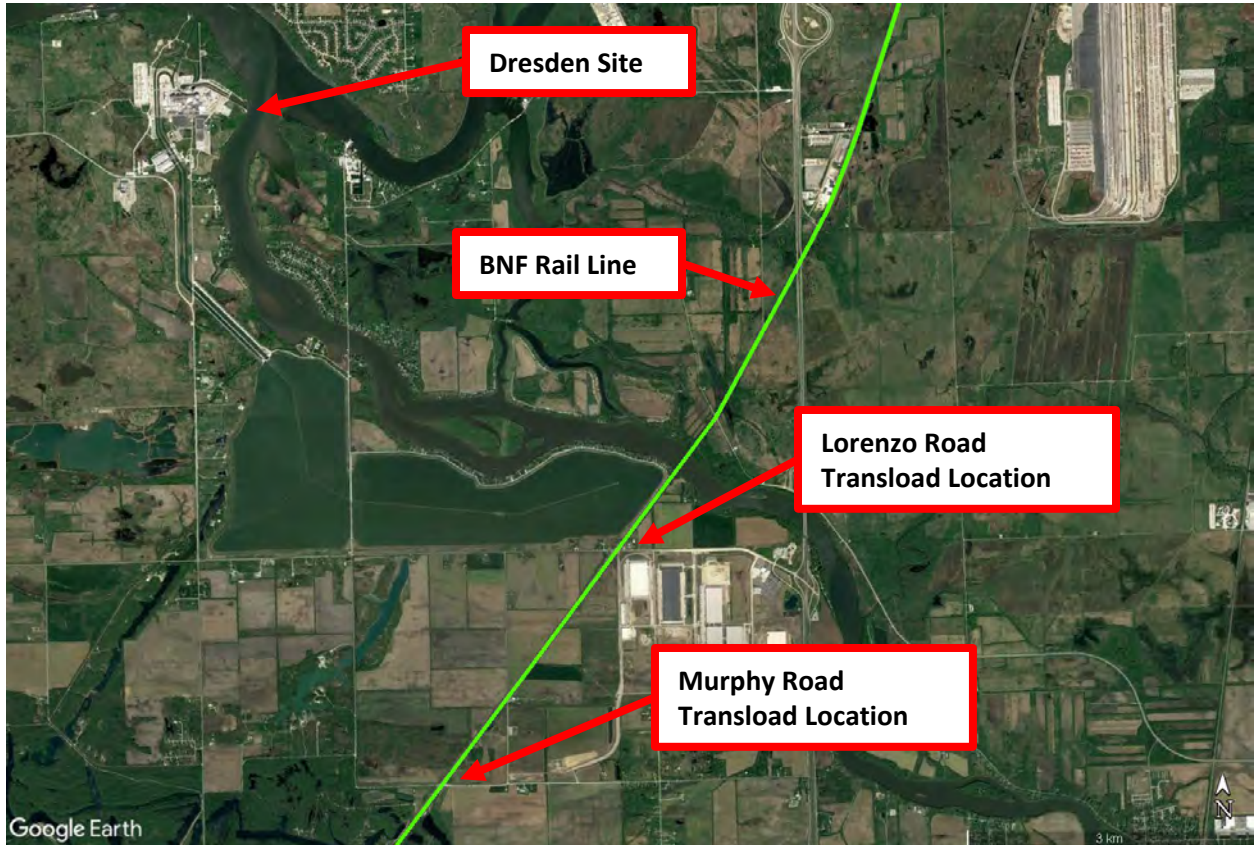 Dresden Site
BNF Rail Line
Lorenzo Road
Transload Location
Murphy Road
Transload Location
N
Google Earth
3 km